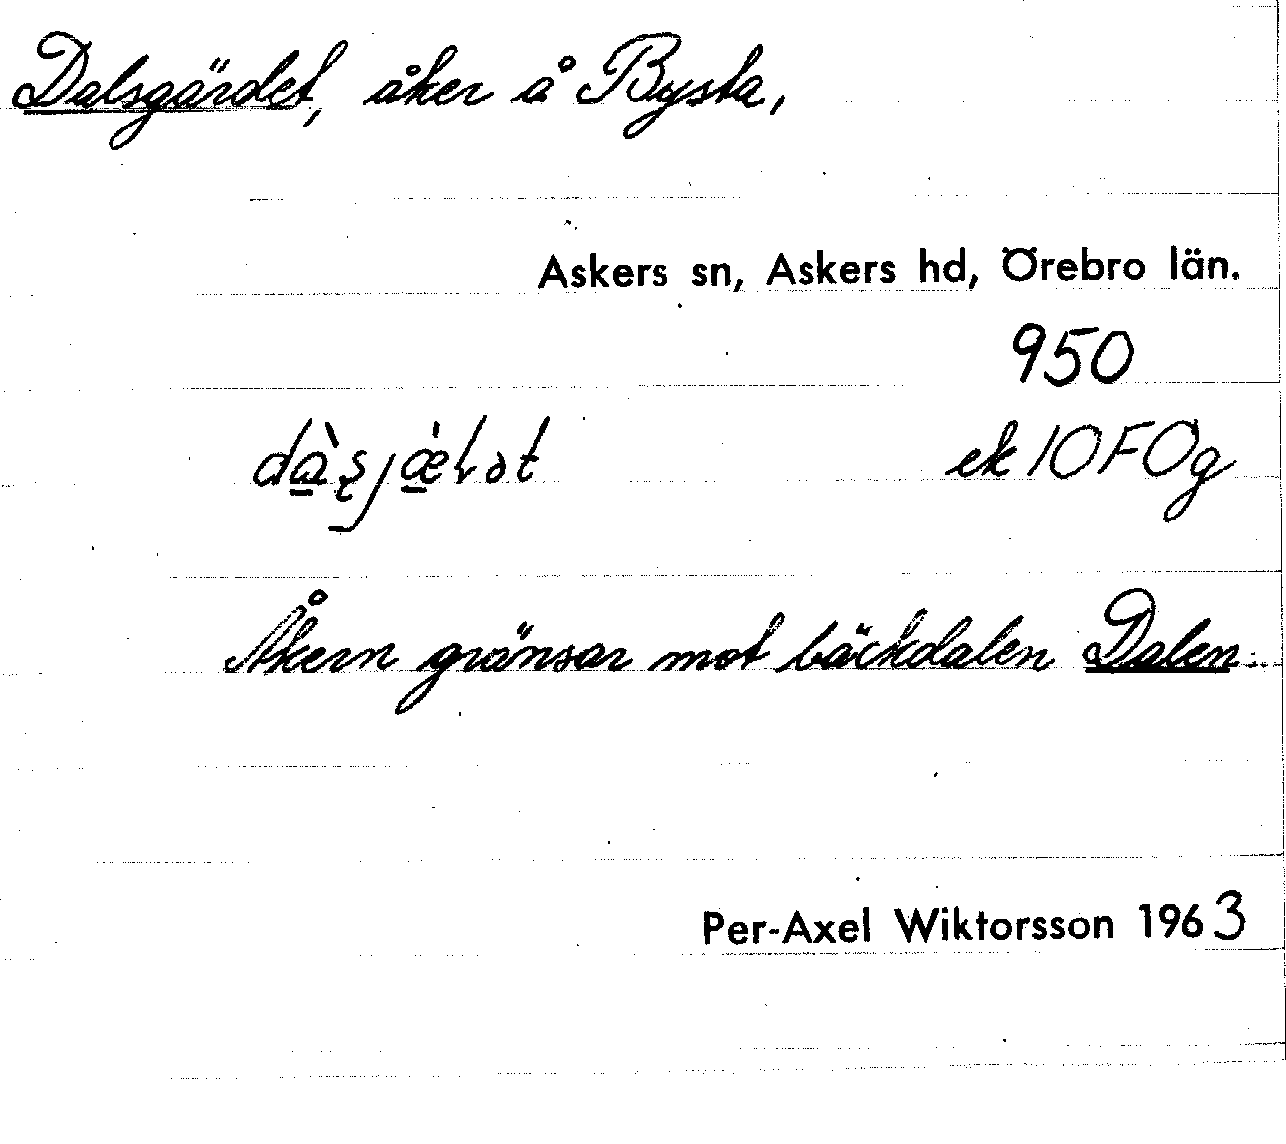 Dalsgärdet, åker å Bysta,
Askers sn, Askers hd, Örebro län.
950
ek 10F0g
Åkern gränsar mot bäckdalen Dalen.
Per-Axel Wiktorsson 1963